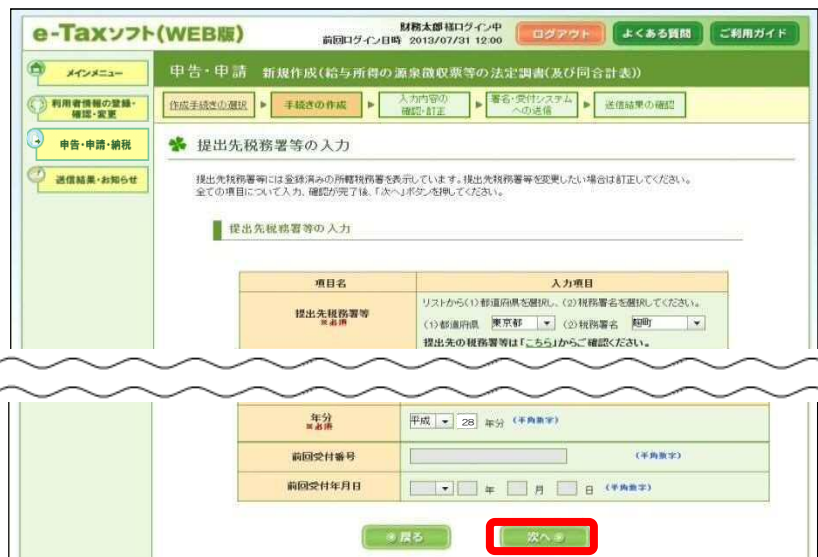 e-Taxソフト(WEB版)
財務太郎様ログイン中
前回ログイン日時 2013/07/31 12:00
ログアウト
よくある質問
ご利用ガイド
メインメニュー
利用者情報の登録・
確認・変更
申告・申請・納税
送信結果・お知らせ
申告・申請 新規作成(給与所得の源泉徴収票等の法定調書(及び同合計表))
作成手続きの選択
手続きの作成
入力内容の
確認・訂正
署名・受付システム
への送信
送信結果の確認
提出先税務署等の入力
提出先税務署等には登録済みの所轄税務署を表示しています。提出先税務署等を変更したい場合は訂正してください。
全ての項目について入力、確認が完了後、「次へ」ボタンを押してください。
提出先税務署等の入力
項目名 入力項目
提出先税務署等
※必須
リストから(1)都道府県を選択し、(2)税務署名を選択してください。
(1)都道府県 東京都 (2)税務署名 麹町
提出先の税務署等は「こちら」からご確認ください。
年分
※必須
平成 28 年分 (半角数字)
前回受付番号 (半角数字)
前回受付年月日 年 月 日 (半角数字)
戻る
次へ